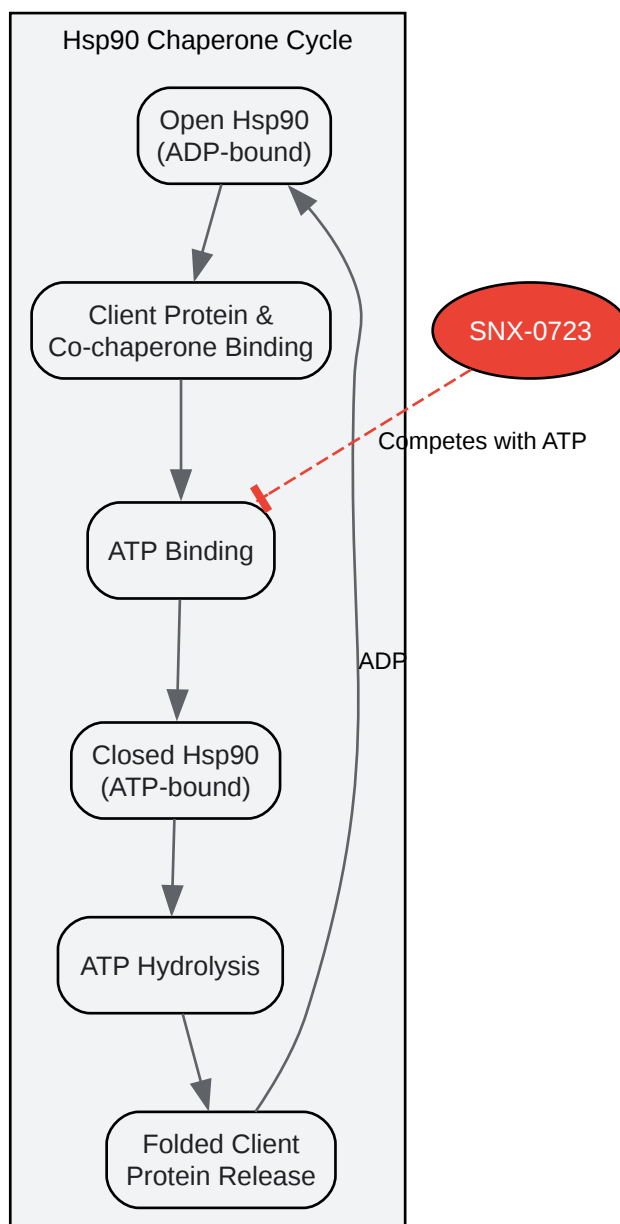 Hsp90 Chaperone Cycle
Open Hsp90
(ADP-bound)
Client Protein &
Co-chaperone Binding
SNX-0723
Competes with ATP
ATP Binding
ADP
Closed Hsp90
(ATP-bound)
ATP Hydrolysis
Folded Client
Protein Release